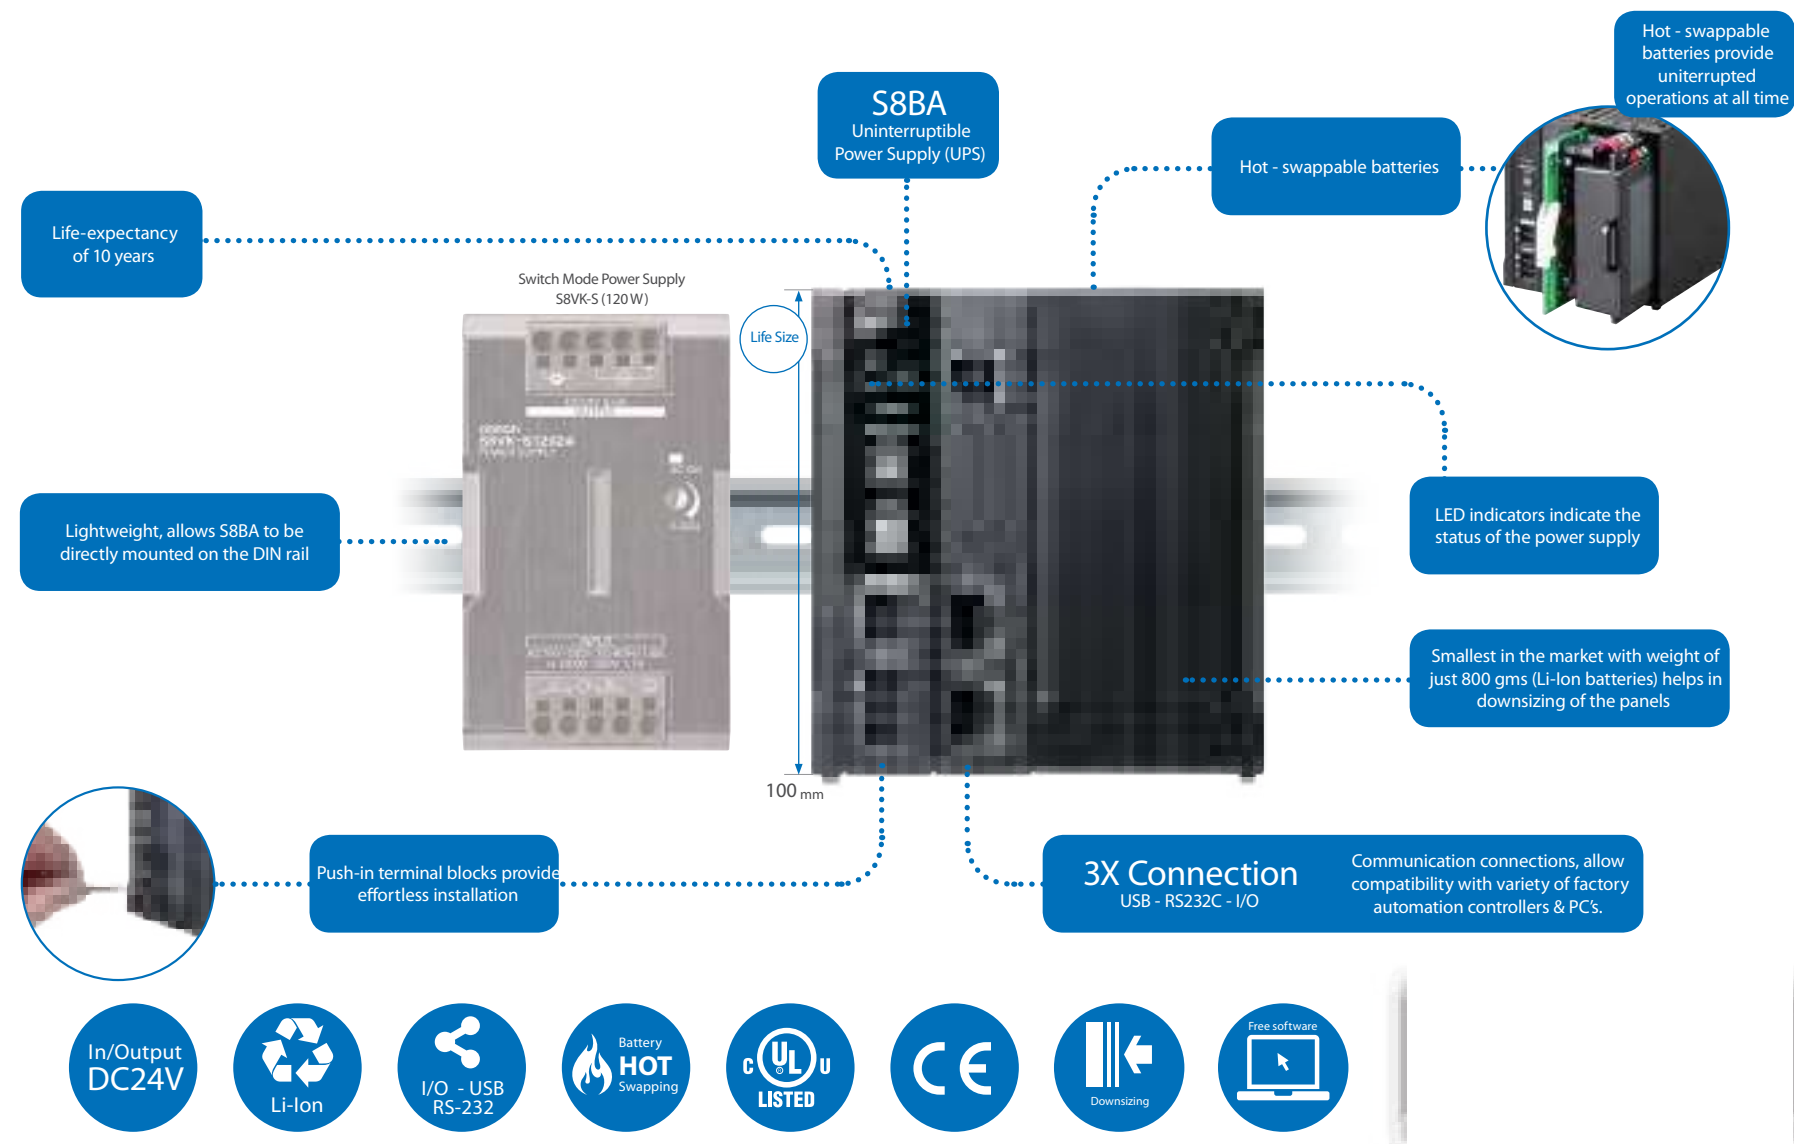 Hot - swappable
batteries provide
uniterrupted
operations at all time
S8BA
Uninterruptible
Power Supply (UPS)
Hot - swappable batteries
Life-expectancy
of 10 years
Switch Mode Power Supply
S8VK-S (120 W)
Life Size
LED indicators indicate the
status of the power supply
Lightweight, allows S8BA to be
directly mounted on the DIN rail
Smallest in the market with weight of
just 800 gms (Li-Ion batteries) helps in
downsizing of the panels
100 mm
Push-in terminal blocks provide
effortless installation
3X Connection
USB - RS232C - I/O
Communication connections, allow
compatibility with variety of factory
automation controllers & PC's.
In/Output
DC24V
Li-Ion
I/O - USB
RS-232
Battery
HOT
Swapping
C UL U
LISTED
CE
Downsizing
Free software